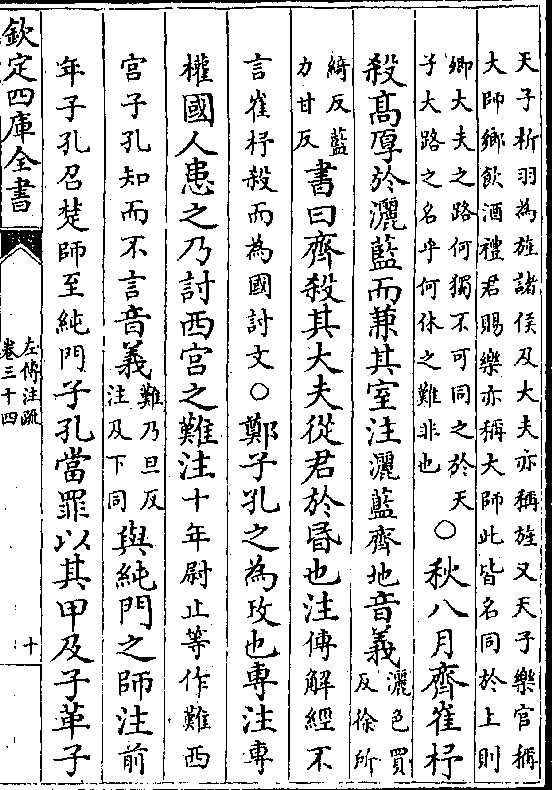 天子析羽為旌諸侯及大夫亦稱旌又天子樂官稱
大師鄉飲酒禮君賜樂亦稱大師此皆名同於上則
卿大夫之路何獨不可同之於天
子大路之名乎何休之難非也
○秋八月齊崔杼
殺高厚於灑藍而兼其室注灑藍齊地音義
灑色買
反徐所
綺反藍
力甘反
書曰齊殺其大夫從君於昬也注傳解經不
言崔杼殺而為國討文○鄭子孔之為政也專注專
權國人患之乃討西宮之難注十年尉止等作難西
宮子孔知而不言音義
難乃旦反
注及下同
與純門之師注前
年子孔召楚師至純門子孔當罪以其甲及子革子
欽定四庫全書
左傳注疏
卷三十四
十